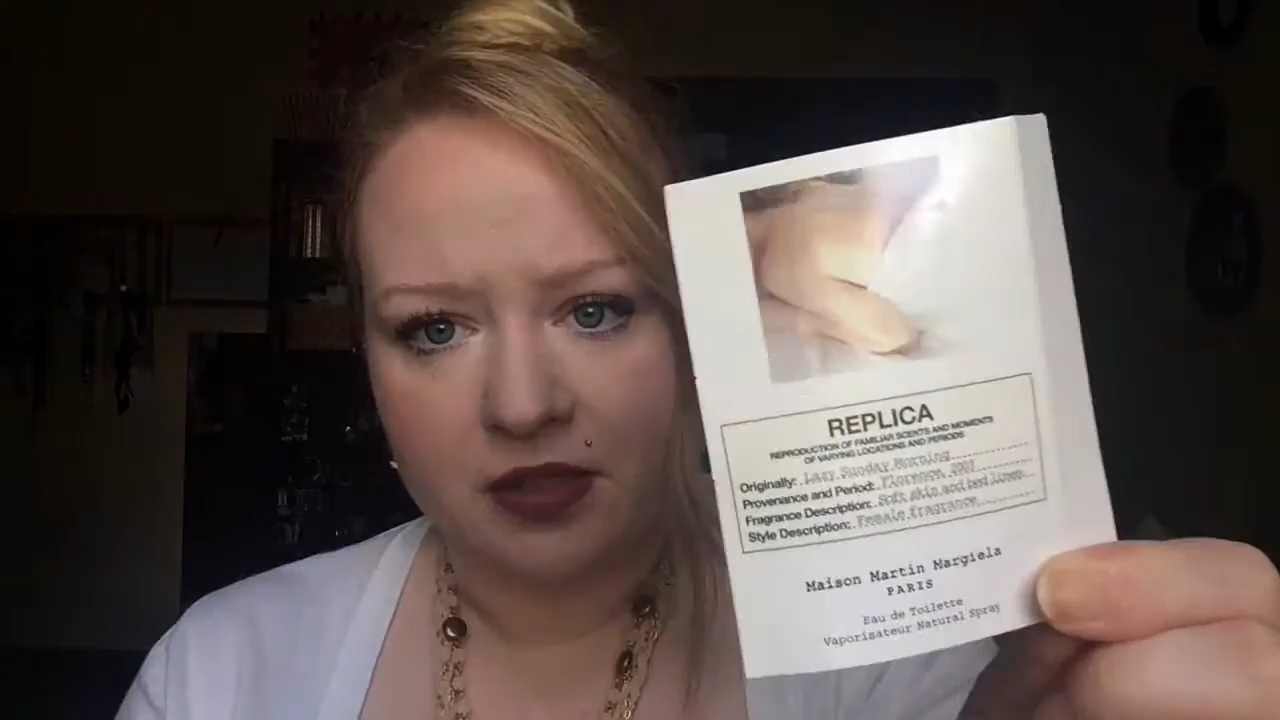 REPLICA
REPRODUCTION OF FAMILIAR SCENTS AND MOMENTS
OF VARYING LOCATIONS AND PERIODS
Originally: Lazy Sunday Morning
Provenance and Period: Florence, 2003
Fragrance Description: Soft skin and bed linen
Style Description: Female fragrance
Maison Martin Margiela
PARIS
Eau de Toilette
Vaporisateur Natural Spray